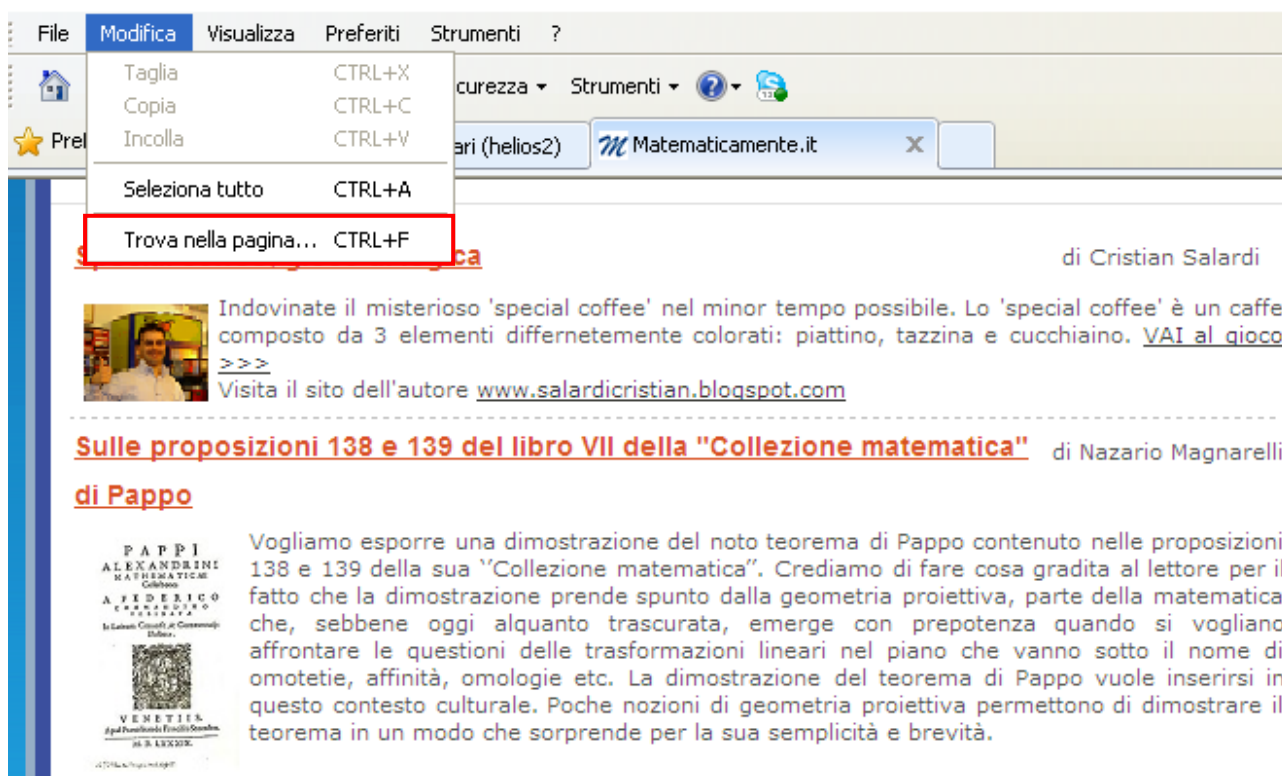 File Modifica Visualizza Preferiti Strumenti ?
Taglia CTRL+X
Copia CTRL+C
Incolla CTRL+V
Seleziona tutto CTRL+A
Trova nella pagina... CTRL+F
curezza Strumenti ?
Pre
ari (helios2) Matematicamente.it X
di Cristian Salardi
Indovinate il misterioso 'special coffee' nel minor tempo possibile. Lo 'special coffee' è un caffe
composto da 3 elementi differnetemente colorati: piattino, tazzina e cucchiaino. VAI al gioco
>>>
Visita il sito dell'autore www.salardicristian.blogspot.com
Sulle proposizioni 138 e 139 del libro VII della "Collezione matematica" di Nazario Magnarelli
di Pappo
PAPPI
ALEXANDRINI
MATHEMATICAE
VENETIIS
Vogliamo esporre una dimostrazione del noto teorema di Pappo contenuto nelle proposizioni
138 e 139 della sua ``Collezione matematica''. Crediamo di fare cosa gradita al lettore per il
fatto che la dimostrazione prende spunto dalla geometria proiettiva, parte della matematica
che, sebbene oggi alquanto trascurata, emerge con prepotenza quando si vogliano
affrontare le questioni delle trasformazioni lineari nel piano che vanno sotto il nome di
omotetie, affinità, omologie etc. La dimostrazione del teorema di Pappo vuole inserirsi in
questo contesto culturale. Poche nozioni di geometria proiettiva permettono di dimostrare il
teorema in un modo che sorprende per la sua semplicità e brevità.